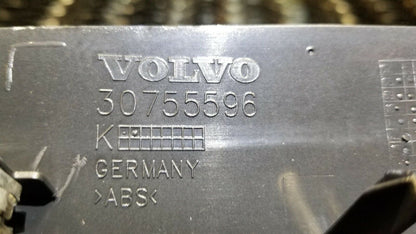 VOLVO
30755596
K
GERMANY
>ABS<